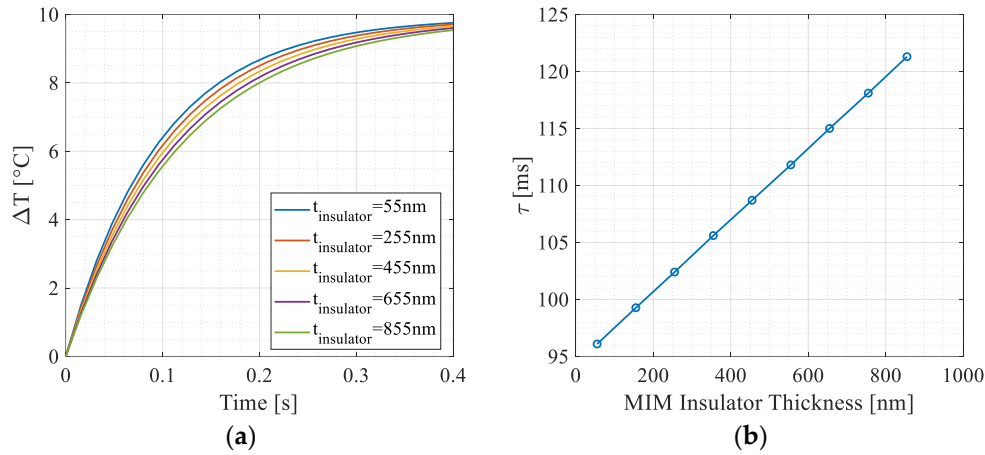 10
8
6
4
2
0
ΔT [°C]
0
0.1
0.2
0.3
0.4
Time [s]
t_insulator=55nm
t_insulator=255nm
t_insulator=455nm
t_insulator=655nm
t_insulator=855nm
(a)
125
120
115
110
105
100
95
τ [ms]
0
200
400
600
800
1000
MIM Insulator Thickness [nm]
(b)